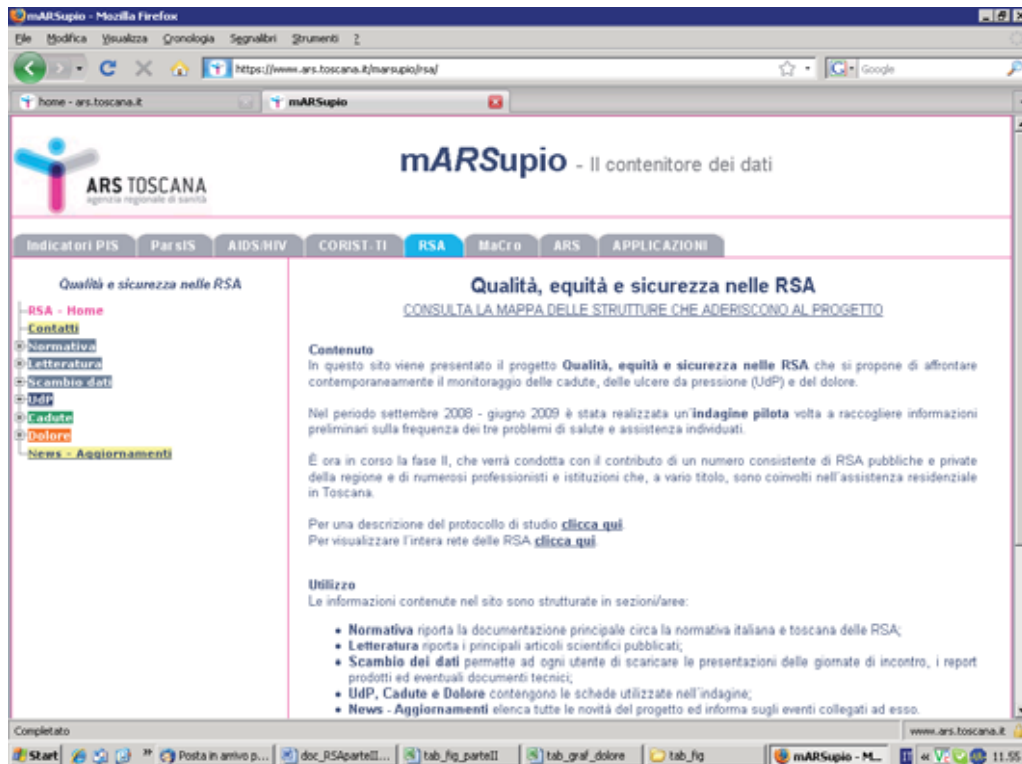 mARSupio - Mozilla Firefox
File Modifica Visualizza Cronologia Segnalibri Strumenti ?
https://www.ars.toscana.it/marsupio/rsa/
Google
home - ars.toscana.it
mARSupio
ARS TOSCANA
agenzia regionale di sanità
mARSupio - Il contenitore dei dati
Indicatori PIS ParsIS AIDS/HIV CORIST-TI RSA MaCro ARS APPLICAZIONI
Qualità e sicurezza nelle RSA
RSA - Home
Contatti
Normativa
Letteratura
Scambio dati
UdP
Cadute
Dolore
News - Aggiornamenti
Qualità, equità e sicurezza nelle RSA
CONSULTA LA MAPPA DELLE STRUTTURE CHE ADERISCONO AL PROGETTO
Contenuto
In questo sito viene presentato il progetto Qualità, equità e sicurezza nelle RSA che si propone di affrontare
contemporaneamente il monitoraggio delle cadute, delle ulcere da pressione (UdP) e del dolore.
Nel periodo settembre 2008 - giugno 2009 è stata realizzata un'indagine pilota volta a raccogliere informazioni
preliminari sulla frequenza dei tre problemi di salute e assistenza individuati.
È ora in corso la fase II, che verrà condotta con il contributo di un numero consistente di RSA pubbliche e private
della regione e di numerosi professionisti e istituzioni che, a vario titolo, sono coinvolti nell'assistenza residenziale
in Toscana.
Per una descrizione del protocollo di studio clicca qui.
Per visualizzare l'intera rete delle RSA clicca qui.
Utilizzo
Le informazioni contenute nel sito sono strutturate in sezioni/aree:
• Normativa riporta la documentazione principale circa la normativa italiana e toscana delle RSA;
• Letteratura riporta i principali articoli scientifici pubblicati;
• Scambio dei dati permette ad ogni utente di scaricare le presentazioni delle giornate di incontro, i report
prodotti ed eventuali documenti tecnici;
• UdP, Cadute e Dolore contengono le schede utilizzate nell'indagine;
• News - Aggiornamenti elenca tutte le novità del progetto ed informa sugli eventi collegati ad esso.
Completato
www.ars.toscana.it
Start » Posta in arrivo p... doc_RSAparteII... tab_fig_parteII tab_graf_dolore tab_fig mARSupio - M... « 11.55